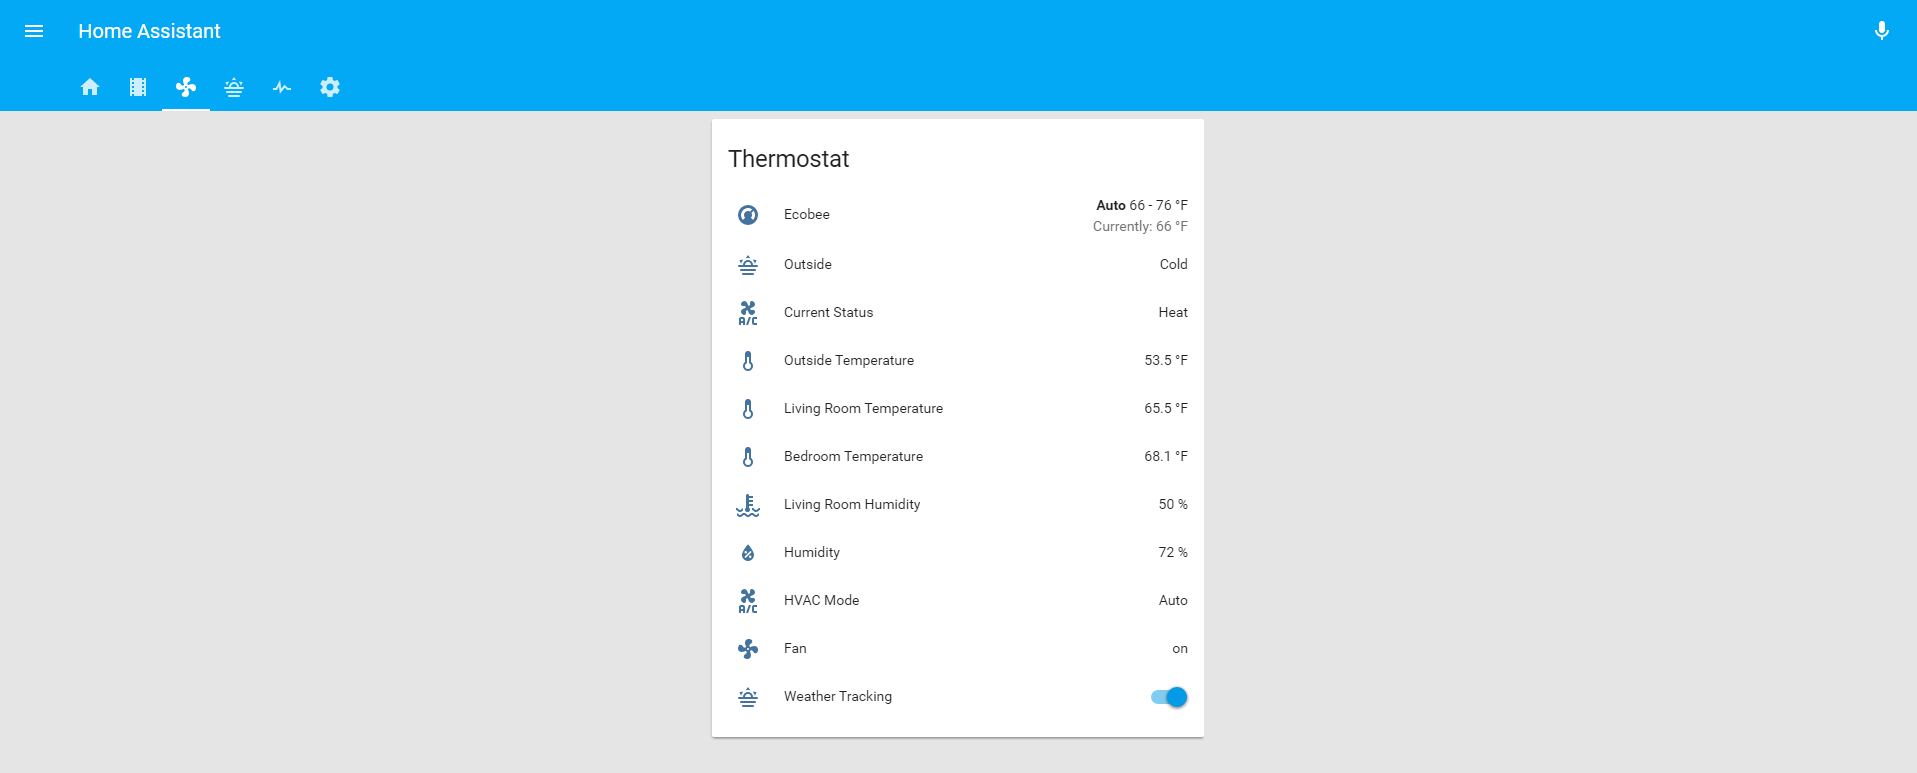 Home Assistant
Thermostat
Ecobee
Auto 66 - 76 °F
Currently: 66 °F
Outside Cold
A/C Current Status Heat
Outside Temperature 53.5 °F
Living Room Temperature 65.5 °F
Bedroom Temperature 68.1 °F
Living Room Humidity 50 %
Humidity 72 %
A/C HVAC Mode Auto
Fan on
Weather Tracking